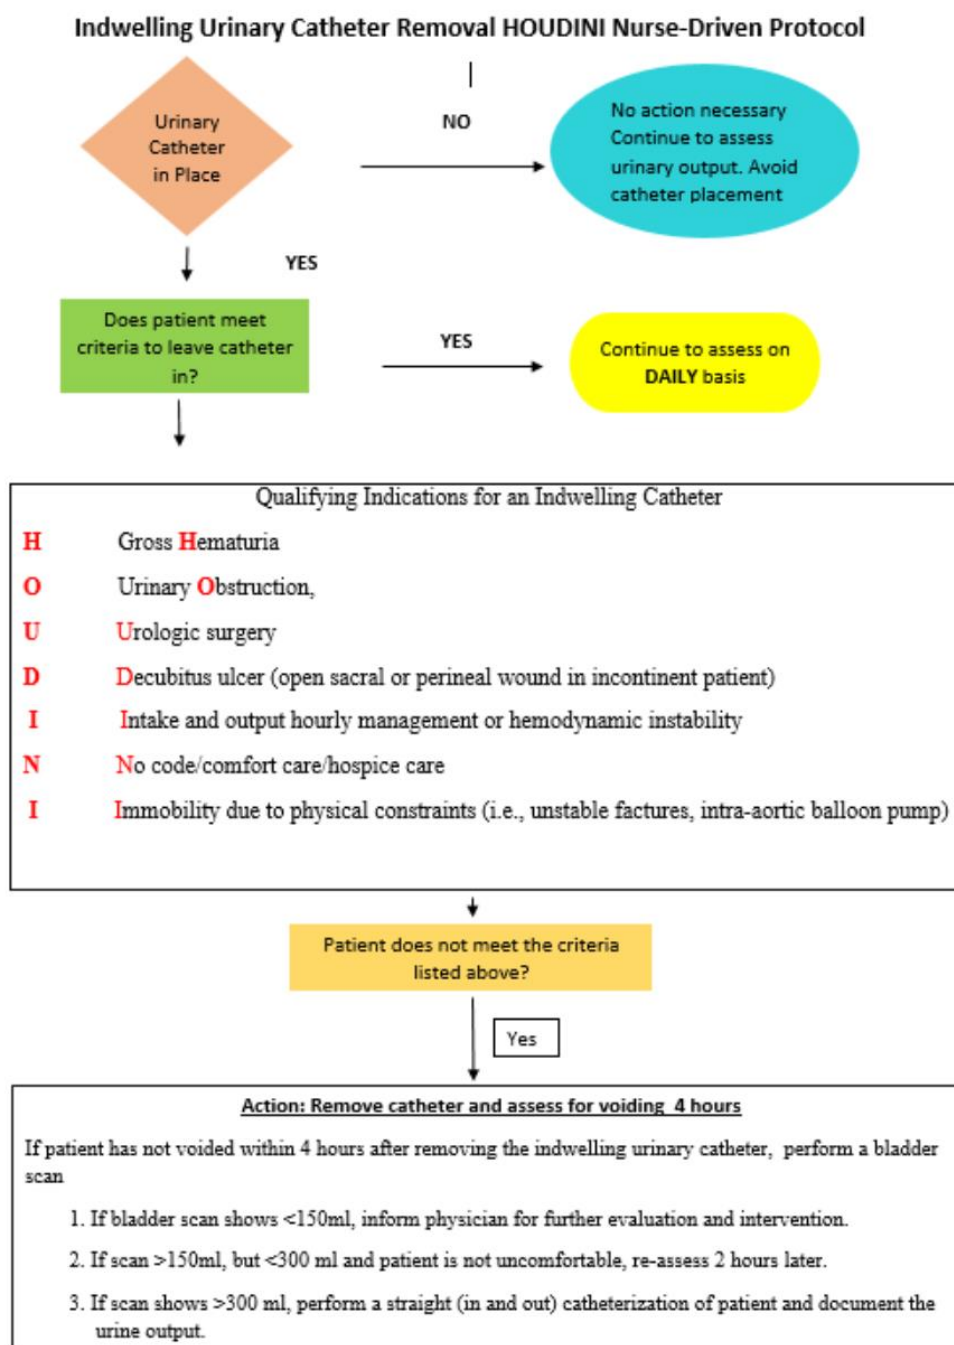 Indwelling Urinary Catheter Removal HOUDINI Nurse-Driven Protocol
Urinary
Catheter
in Place
NO
No action necessary
Continue to assess
urinary output. Avoid
catheter placement
YES
Does patient meet
criteria to leave catheter
in?
YES
Continue to assess on
DAILY basis
Qualifying Indications for an Indwelling Catheter
H Gross Hematuria
O Urinary Obstruction,
U Urologic surgery
D Decubitus ulcer (open sacral or perineal wound in incontinent patient)
I Intake and output hourly management or hemodynamic instability
N No code/comfort care/hospice care
I Immobility due to physical constraints (i.e., unstable factures, intra-aortic balloon pump)
Patient does not meet the criteria
listed above?
Yes
Action: Remove catheter and assess for voiding 4 hours
If patient has not voided within 4 hours after removing the indwelling urinary catheter, perform a bladder
scan
1. If bladder scan shows <150ml, inform physician for further evaluation and intervention.
2. If scan >150ml, but <300 ml and patient is not uncomfortable, re-assess 2 hours later.
3. If scan shows >300 ml, perform a straight (in and out) catheterization of patient and document the
urine output.